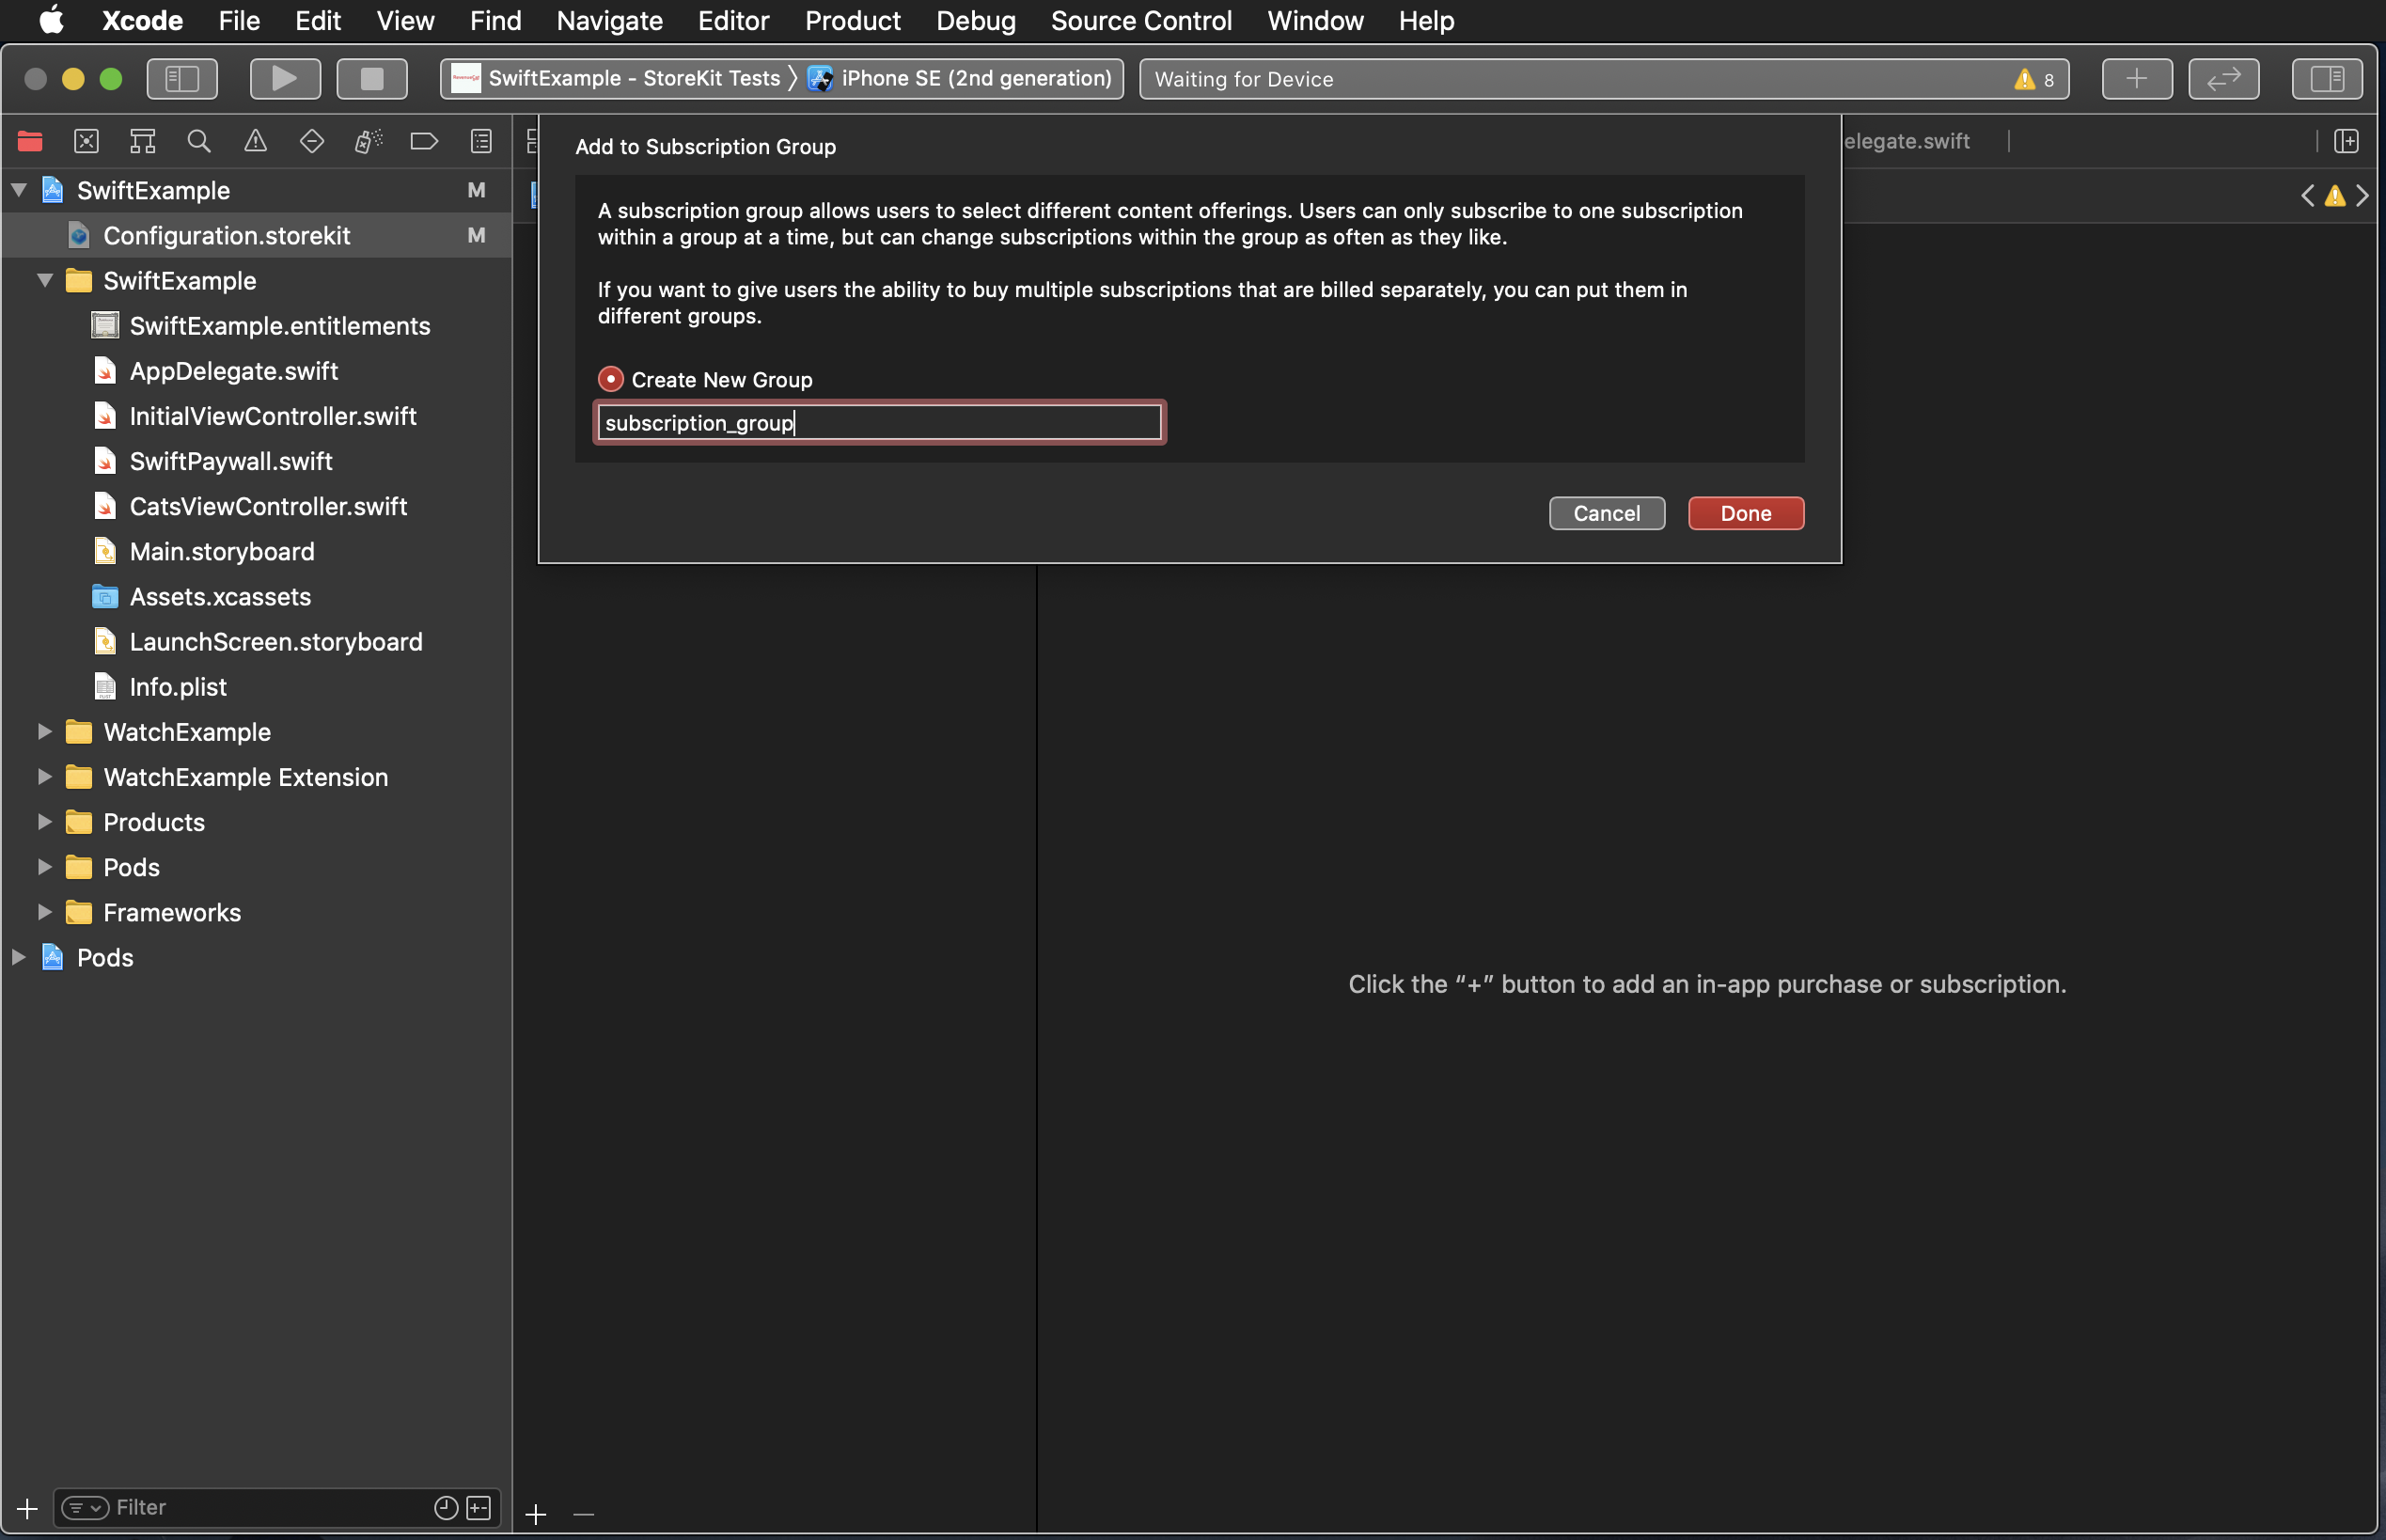 Xcode File Edit View Find Navigate Editor Product Debug Source Control Window Help
SwiftExample - StoreKit Tests
iPhone SE (2nd generation)
Waiting for Device
8
elegate.swift
SwiftExample M
Configuration.storekit M
SwiftExample
SwiftExample.entitlements
AppDelegate.swift
InitialViewController.swift
SwiftPaywall.swift
CatsViewController.swift
Main.storyboard
Assets.xcassets
LaunchScreen.storyboard
Info.plist
WatchExample
WatchExample Extension
Products
Pods
Frameworks
Pods
Filter
Add to Subscription Group
A subscription group allows users to select different content offerings. Users can only subscribe to one subscription
within a group at a time, but can change subscriptions within the group as often as they like.
If you want to give users the ability to buy multiple subscriptions that are billed separately, you can put them in
different groups.
Create New Group
subscription_group
Cancel
Done
Click the “+” button to add an in-app purchase or subscription.